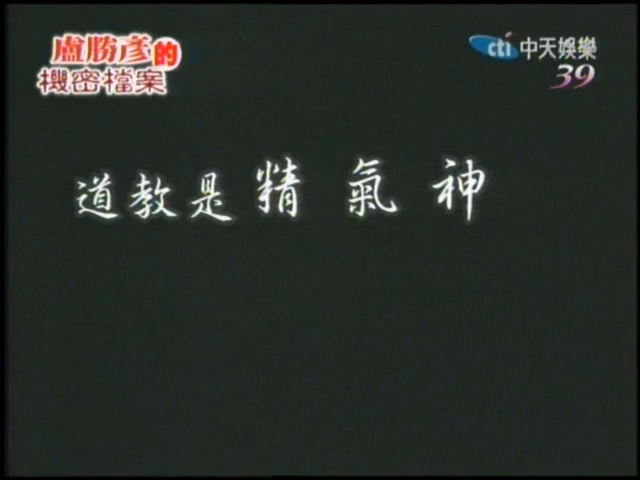 盧勝彥的
機密檔案
cti 中天娛樂
39
道教是精氣神